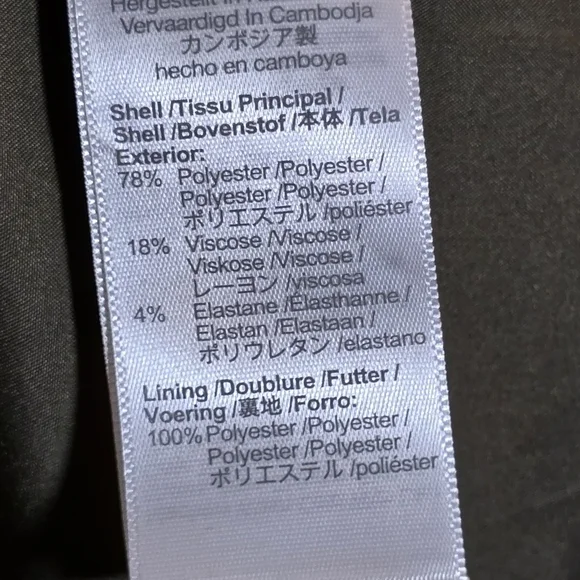 Hergestellt in
Vervaardigd In Cambodja
カンボジア製
hecho en camboya
Shell /Tissu Principal /
Shell /Bovenstof /本体 /Tela
Exterior:
78% Polyester /Polyester /
Polyester /Polyester /
ポリエステル /poliéster
18% Viscose /Viscose /
Viskose /Viscose /
レーヨン /viscosa
4% Elastane /Élasthanne /
Elastan /Elastaan /
ポリウレタン /elastano
Lining /Doublure /Futter /
Voering /裏地 /Forro:
100% Polyester /Polyester /
Polyester /Polyester /
ポリエステル /poliéster